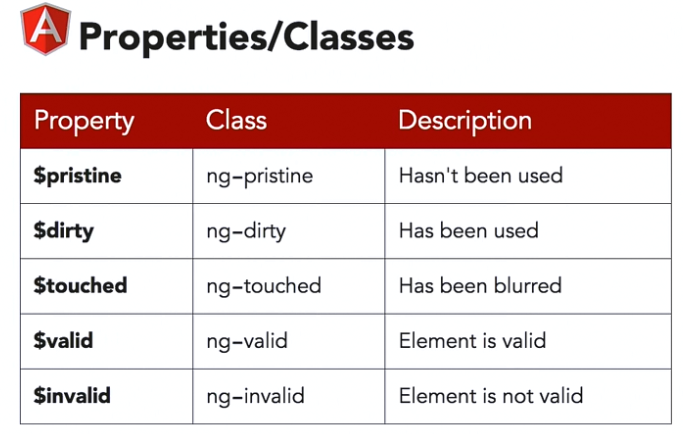 Properties/Classes
Property Class Description
$pristine ng-pristine Hasn't been used
$dirty ng-dirty Has been used
$touched ng-touched Has been blurred
$valid ng-valid Element is valid
$invalid ng-invalid Element is not valid